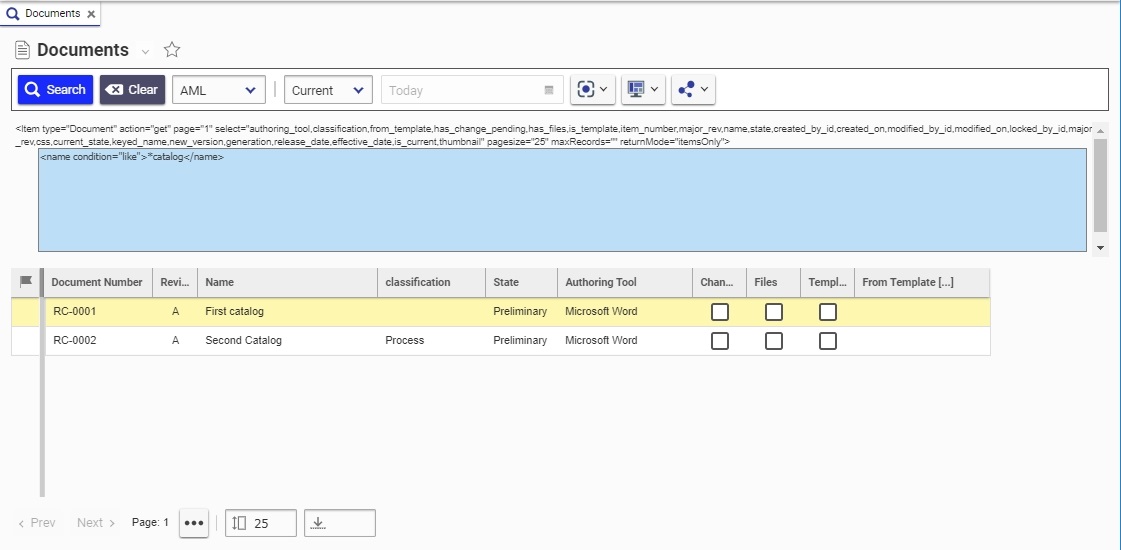 Documents
Documents
Search Clear AML Current Today
<Item type="Document" action="get" page="1" select="authoring_tool,classification,from_template,has_change_pending,has_files,is_template,item_number,major_rev,name,state,created_by_id,created_on,modified_by_id,modified_on,locked_by_id,major
_rev,css,current_state,keyed_name,new_version,generation,release_date,effective_date,is_current,thumbnail" pagesize="25" maxRecords="" returnMode="itemsOnly">
<name condition="like">*catalog</name>
Document Number Revi... Name classification State Authoring Tool Chan... Files Templ... From Template [...]
RC-0001 A First catalog Preliminary Microsoft Word
RC-0002 A Second Catalog Process Preliminary Microsoft Word
Prev Next Page: 1 ••• 25